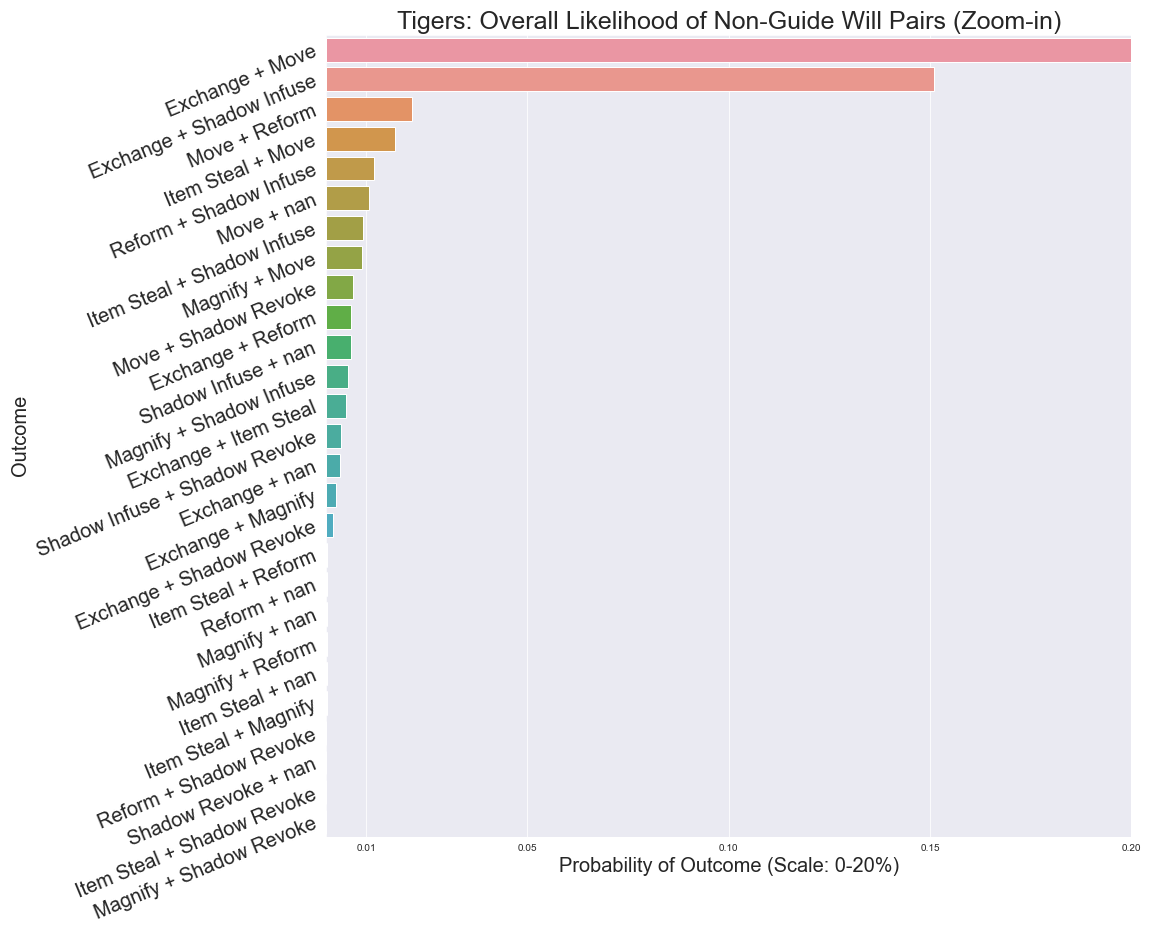 Tigers: Overall Likelihood of Non-Guide Will Pairs (Zoom-in)
Exchange + Move
Exchange + Shadow Infuse
Move + Reform
Item Steal + Move
Reform + Shadow Infuse
Move + nan
Item Steal + Shadow Infuse
Magnify + Move
Move + Shadow Revoke
Exchange + Reform
Shadow Infuse + nan
Magnify + Shadow Infuse
Exchange + Item Steal
Shadow Infuse + Shadow Revoke
Exchange + nan
Exchange + Magnify
Exchange + Shadow Revoke
Item Steal + Reform
Reform + nan
Magnify + nan
Magnify + Reform
Item Steal + nan
Item Steal + Magnify
Reform + Shadow Revoke
Shadow Revoke + nan
Item Steal + Shadow Revoke
Magnify + Shadow Revoke
Outcome
0.01 0.05 0.10 0.15 0.20
Probability of Outcome (Scale: 0-20%)